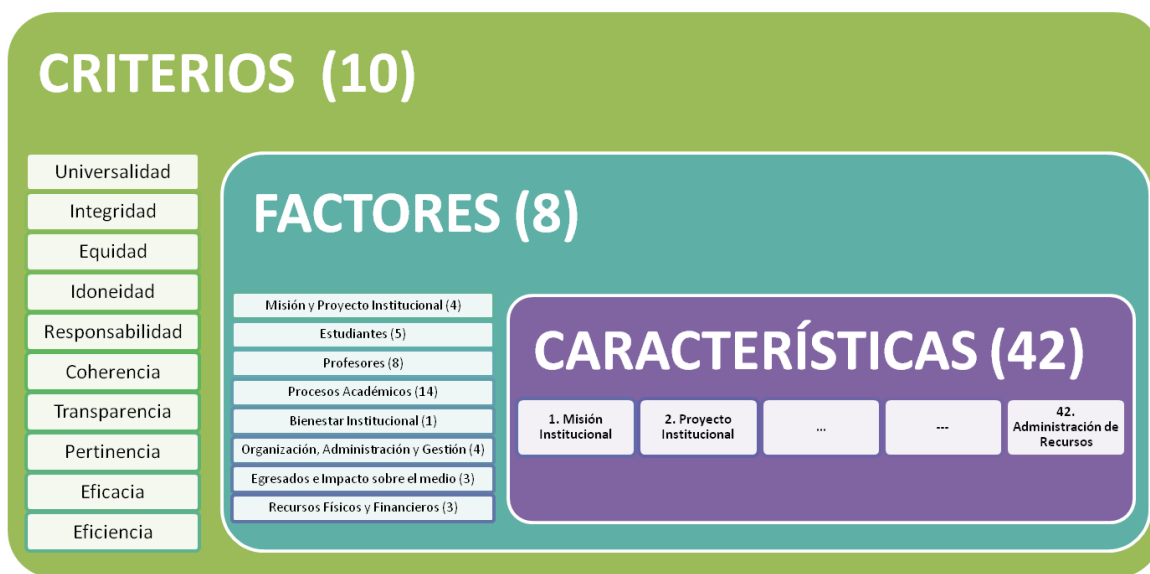 CRITERIOS (10)
Universalidad
Integridad
Equidad
Idoneidad
Responsabilidad
Coherencia
Transparencia
Pertinencia
Eficacia
Eficiencia
FACTORES (8)
Misión y Proyecto Institucional (4)
Estudiantes (5)
Profesores (8)
Procesos Académicos (14)
Bienestar Institucional (1)
Organización, Administración y Gestión (4)
Egresados e Impacto sobre el medio (3)
Recursos Físicos y Financieros (3)
CARACTERÍSTICAS (42)
1. Misión
Institucional
2. Proyecto
Institucional
...
---
42.
Administración de
Recursos